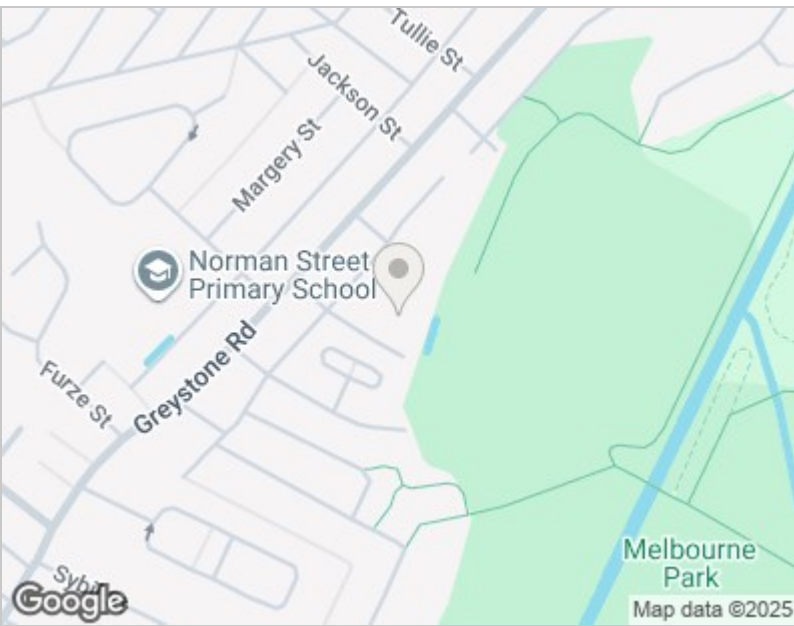 Tullie St
Jackson St
Margery St
Norman Street
Primary School
Greystone Rd
Furze St
Melbourne
Park
Google
Map data ©2025